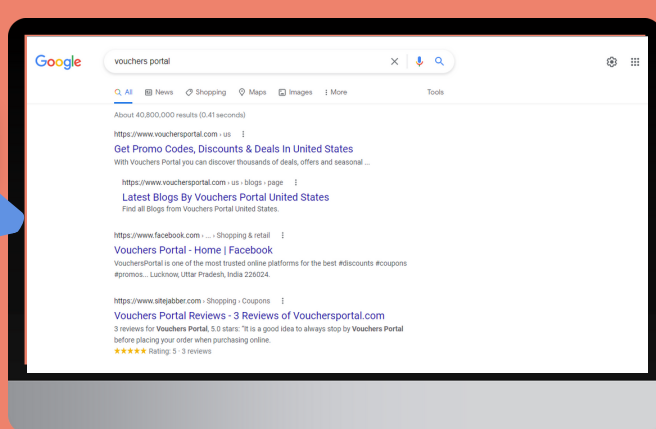 Google
vouchers portal
All News Shopping Maps Images More Tools
About 40,800,000 results (0.41 seconds)
https://www.vouchersportal.com › us
Get Promo Codes, Discounts & Deals In United States
With Vouchers Portal you can discover thousands of deals, offers and seasonal ...
https://www.vouchersportal.com › us › blogs › page
Latest Blogs By Vouchers Portal United States
Find all Blogs from Vouchers Portal United States.
https://www.facebook.com › ... › Shopping & retail
Vouchers Portal - Home | Facebook
VouchersPortal is one of the most trusted online platforms for the best #discounts #coupons
#promos... Lucknow, Uttar Pradesh, India 226024.
https://www.sitejabber.com › Shopping › Coupons
Vouchers Portal Reviews - 3 Reviews of Vouchersportal.com
3 reviews for Vouchers Portal, 5.0 stars: "It is a good idea to always stop by Vouchers Portal
before placing your order when purchasing online.
★★★★★ Rating: 5 · 3 reviews